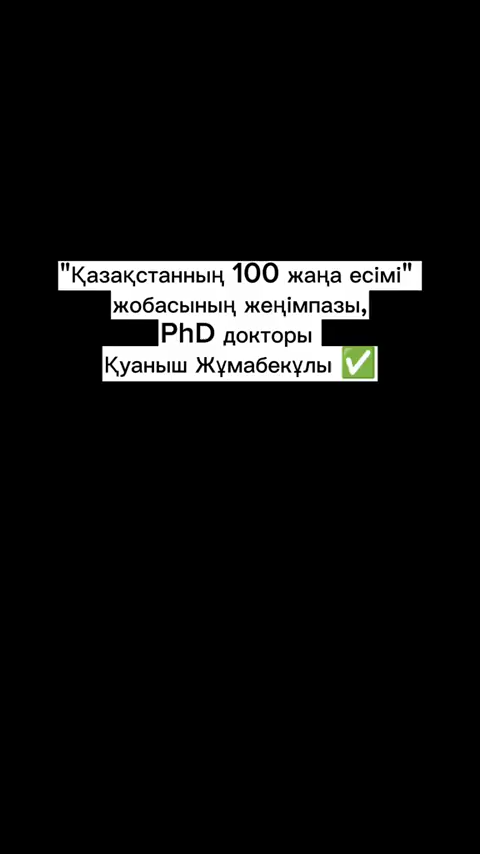 "Қазақстанның 100 жаңа есімі"
жобасының жеңімпазы,
PhD докторы
Қуаныш Жұмабекұлы ✅